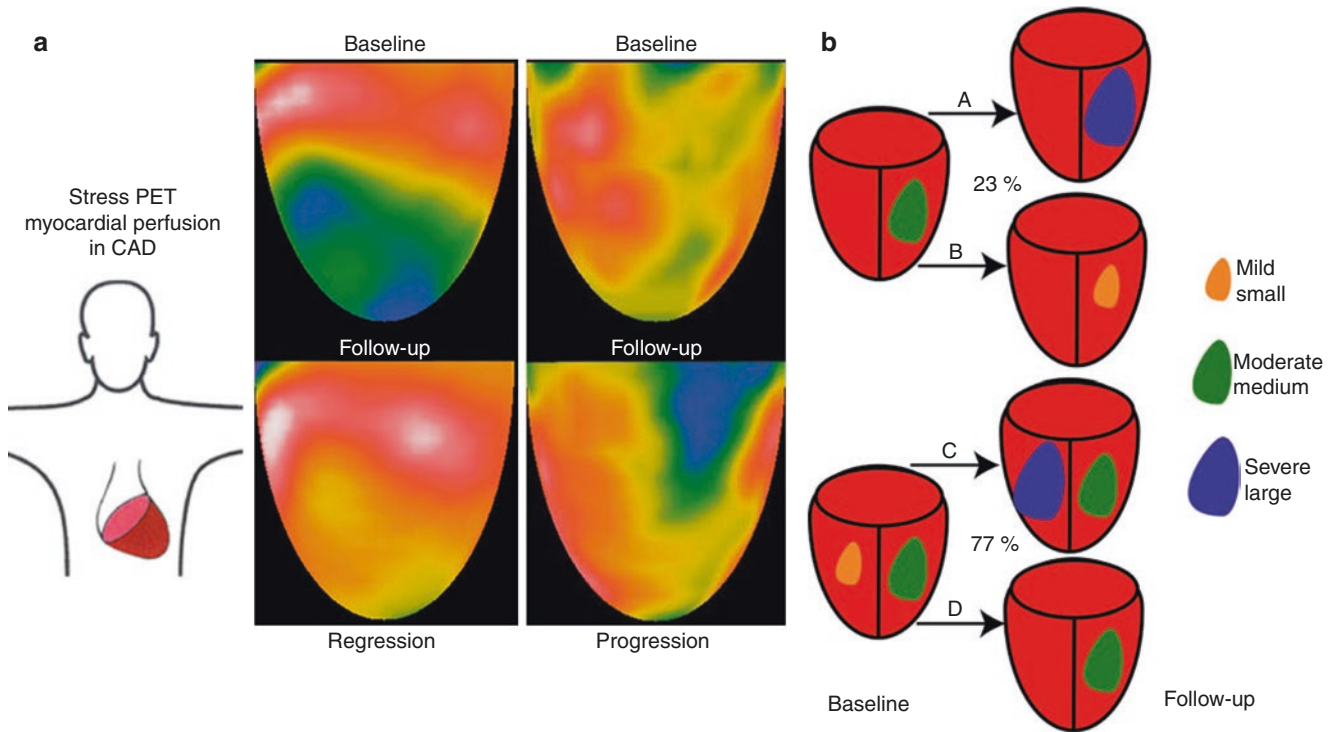 a
Baseline
Baseline
Stress PET
myocardial perfusion
in CAD
Follow-up
Follow-up
Regression
Progression
b
A
23 %
B
C
77 %
D
Baseline
Follow-up
Mild
small
Moderate
medium
Severe
large